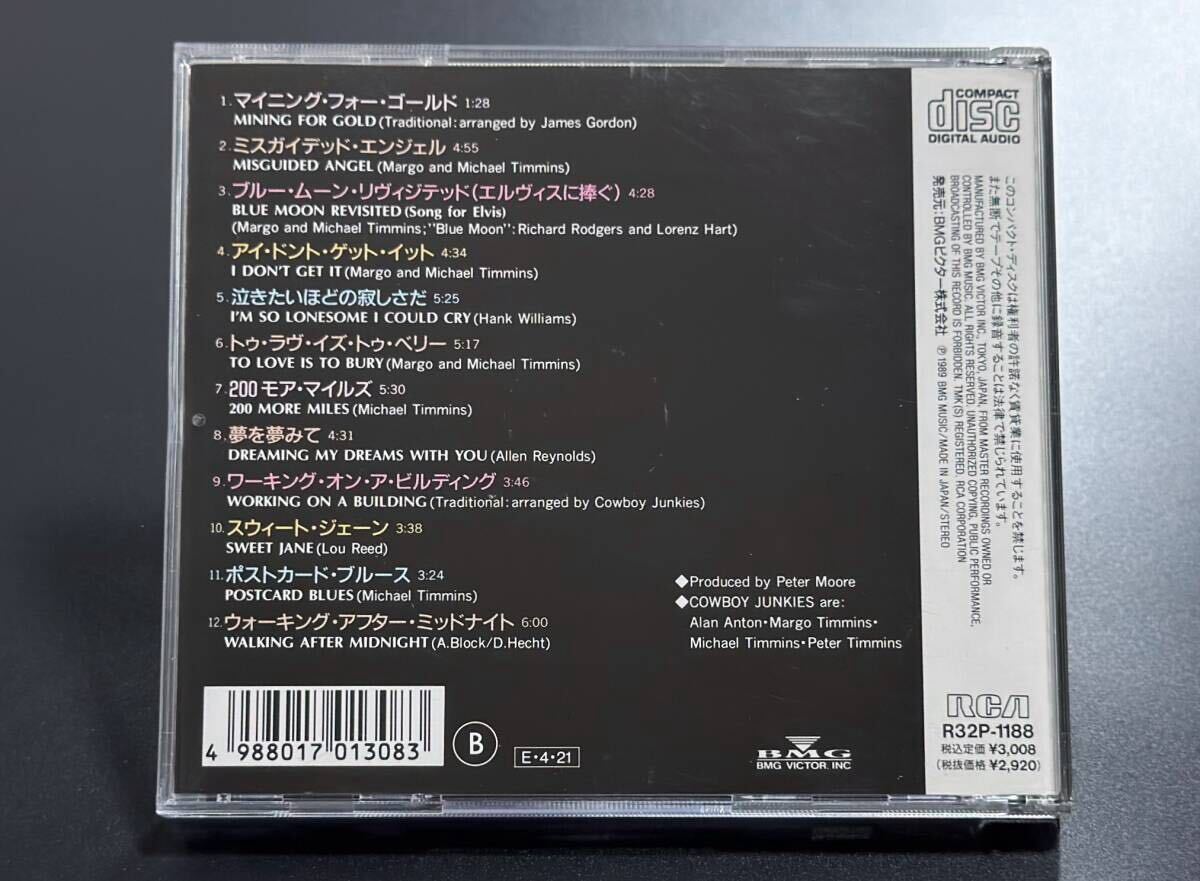 1.マイニング・フォー・ゴールド 1:28
MINING FOR GOLD (Traditional: arranged by James Gordon)
2.ミスガイデッド・エンジェル 4:55
MISGUIDED ANGEL (Margo and Michael Timmins)
3.ブルー・ムーン・リヴィジテッド(エルヴィスに捧ぐ) 4:28
BLUE MOON REVISITED (Song for Elvis)
(Margo and Michael Timmins; "Blue Moon": Richard Rodgers and Lorenz Hart)
4.アイ・ドント・ゲット・イット 4:34
I DON'T GET IT (Margo and Michael Timmins)
5.泣きたいほどの寂しさだ 5:25
I'M SO LONESOME I COULD CRY (Hank Williams)
6.トゥ・ラヴ・イズ・トゥ・ベリー 5:17
TO LOVE IS TO BURY (Margo and Michael Timmins)
7.200モア・マイルズ 5:30
200 MORE MILES (Michael Timmins)
8.夢を夢みて 4:31
DREAMING MY DREAMS WITH YOU (Allen Reynolds)
9.ワーキング・オン・ア・ビルディング 3:46
WORKING ON A BUILDING (Traditional: arranged by Cowboy Junkies)
10.スウィート・ジェーン 3:38
SWEET JANE (Lou Reed)
11.ポストカード・ブルース 3:24
POSTCARD BLUES (Michael Timmins)
12.ウォーキング・アフター・ミッドナイト 6:00
WALKING AFTER MIDNIGHT (A.Block/D.Hecht)
◆Produced by Peter Moore
◆COWBOY JUNKIES are:
Alan Anton・Margo Timmins・
Michael Timmins・Peter Timmins
4 988017 013083
B
E・4・21
BMG
BMG VICTOR, INC
COMPACT
disc
DIGITAL AUDIO
このコンパクト・ディスクは権利者の許諾なく賃貸業に使用することを禁じます。
また無断でテープその他に録音することは法律で禁じられています。
MANUFACTURED BY BMG VICTOR INC., TOKYO, JAPAN, FROM MASTER RECORDINGS OWNED OR
CONTROLLED BY BMG MUSIC. ALL RIGHTS RESERVED. UNAUTHORIZED COPYING, PUBLIC PERFORMANCE,
BROADCASTING OF THIS RECORD IS FORBIDDEN. TMK(S) REGISTERED. RCA CORPORATION
発売元:BMGビクター株式会社 ℗ 1989 BMG MUSIC/MADE IN JAPAN/STEREO
RCA
R32P-1188
税込定価 ¥3,008
(税抜価格 ¥2,920)